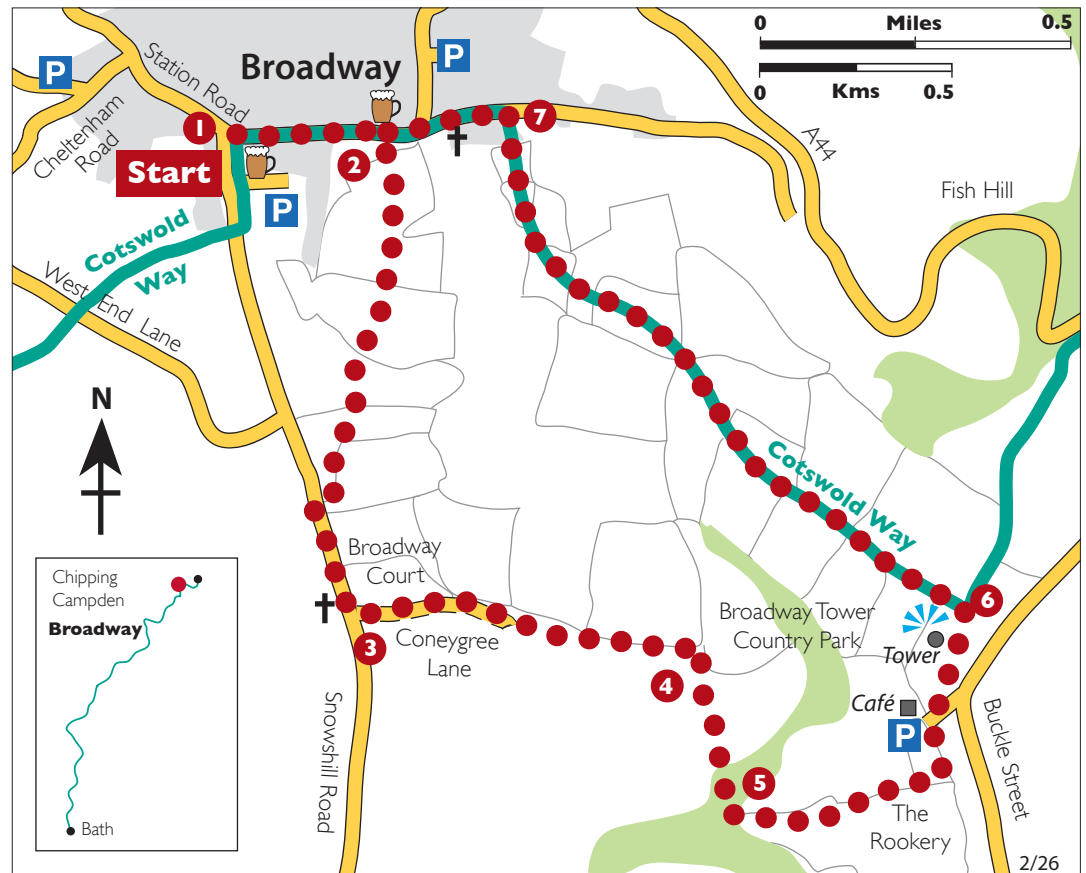 0 Miles 0.5
Kms
0 0.5
Broadway
P
P
Station Road
Cheltenham
Road
1
Start
2
7
P
A44
Fish Hill
Cotswold
Way
West End Lane
N
Cotswold Way
Broadway
Court
3
Coneygree
Lane
4
Broadway Tower
Country Park
6
Tower
Café
P
Buckle Street
Snowshill Road
5
The
Rookery
Chipping
Campden
Broadway
Bath
2/26